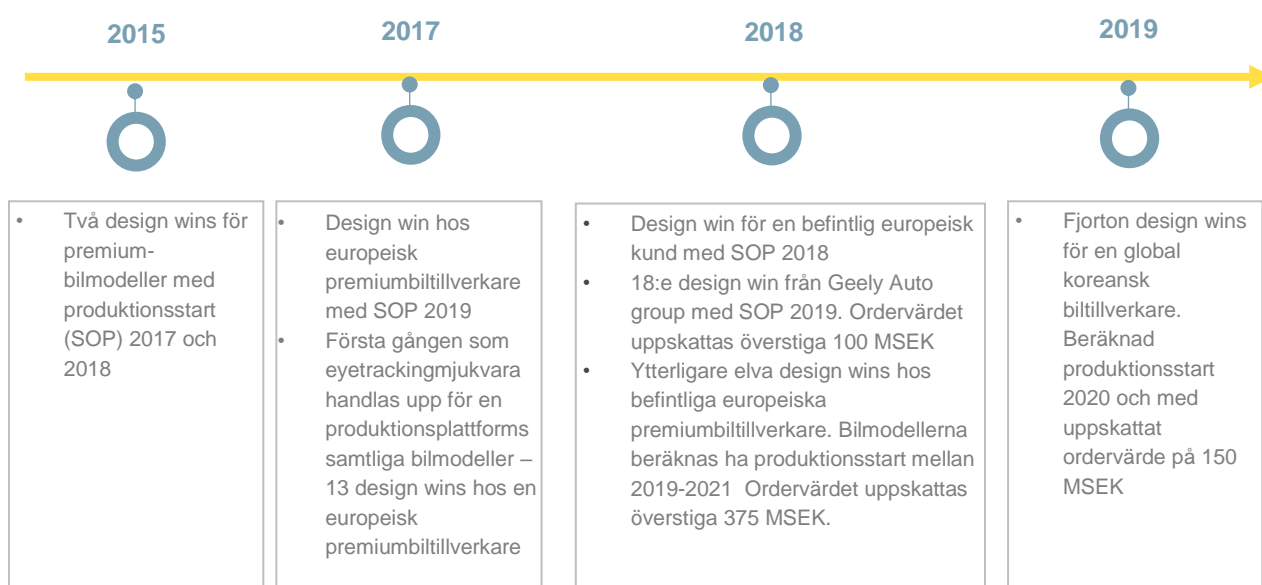 2015
2017
2018
2019
• Två design wins för
premium-
bilmodeller med
produktionsstart
(SOP) 2017 och
2018
• Design win hos
europeisk
premiumbiltillverkare
med SOP 2019
• Första gången som
eyetrackingmjukvara
handlas upp för en
produktionsplattforms
samtliga bilmodeller –
13 design wins hos en
europeisk
premiumbiltillverkare
• Design win för en befintlig europeisk
kund med SOP 2018
• 18:e design win från Geely Auto
group med SOP 2019. Ordervärdet
uppskattas överstiga 100 MSEK
• Ytterligare elva design wins hos
befintliga europeiska
premiumbiltillverkare. Bilmodellerna
beräknas ha produktionsstart mellan
2019-2021 Ordervärdet uppskattas
överstiga 375 MSEK.
• Fjorton design wins
för en global
koreansk
biltillverkare.
Beräknad
produktionsstart
2020 och med
uppskattat
ordervärde på 150
MSEK